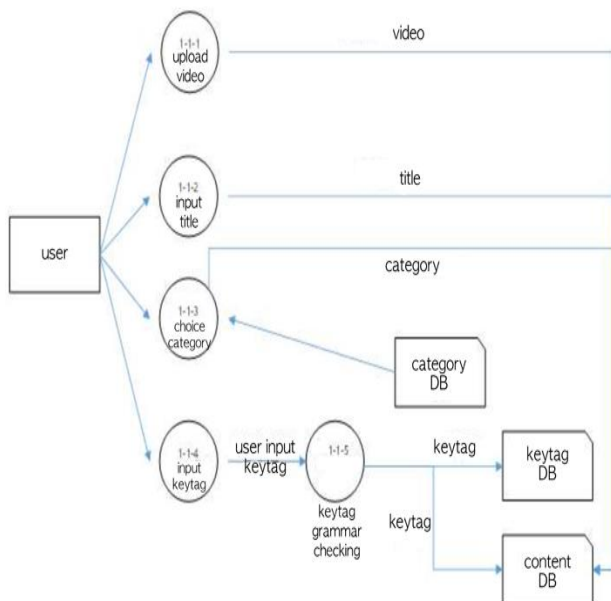 1-1-1
upload
video
video
1-1-2
input
title
title
user
category
1-1-3
choice
category
category
DB
1-1-4
input
keytag
user input
keytag
1-1-5
keytag
grammar
checking
keytag
keytag
DB
keytag
content
DB